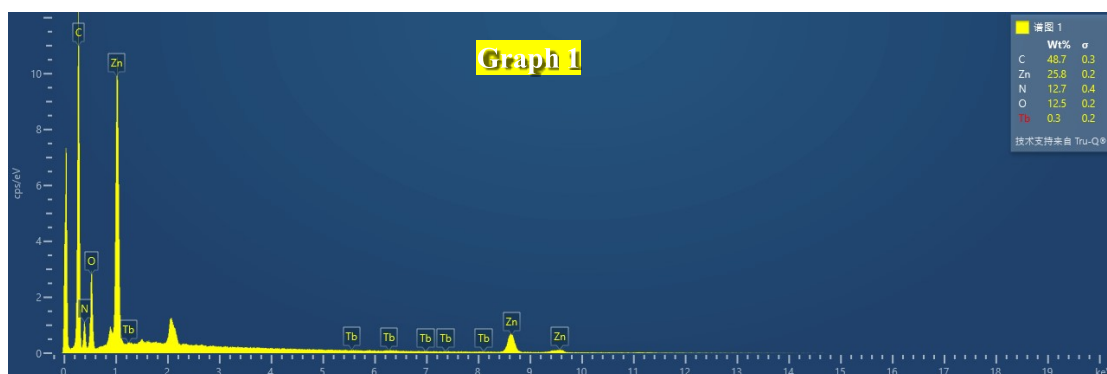 Graph 1
谱图 1
Wt% σ
C 48.7 0.3
Zn 25.8 0.2
N 12.7 0.4
O 12.5 0.2
Tb 0.3 0.2
技术支持来自 Tru-Q®
cps/eV
10
8
6
4
2
0
C
Zn
O
N
Tb
Tb
Tb
Tb
Tb
Tb
Zn
Zn
0 1 2 3 4 5 6 7 8 9 10 11 12 13 14 15 16 17 18 19 ke